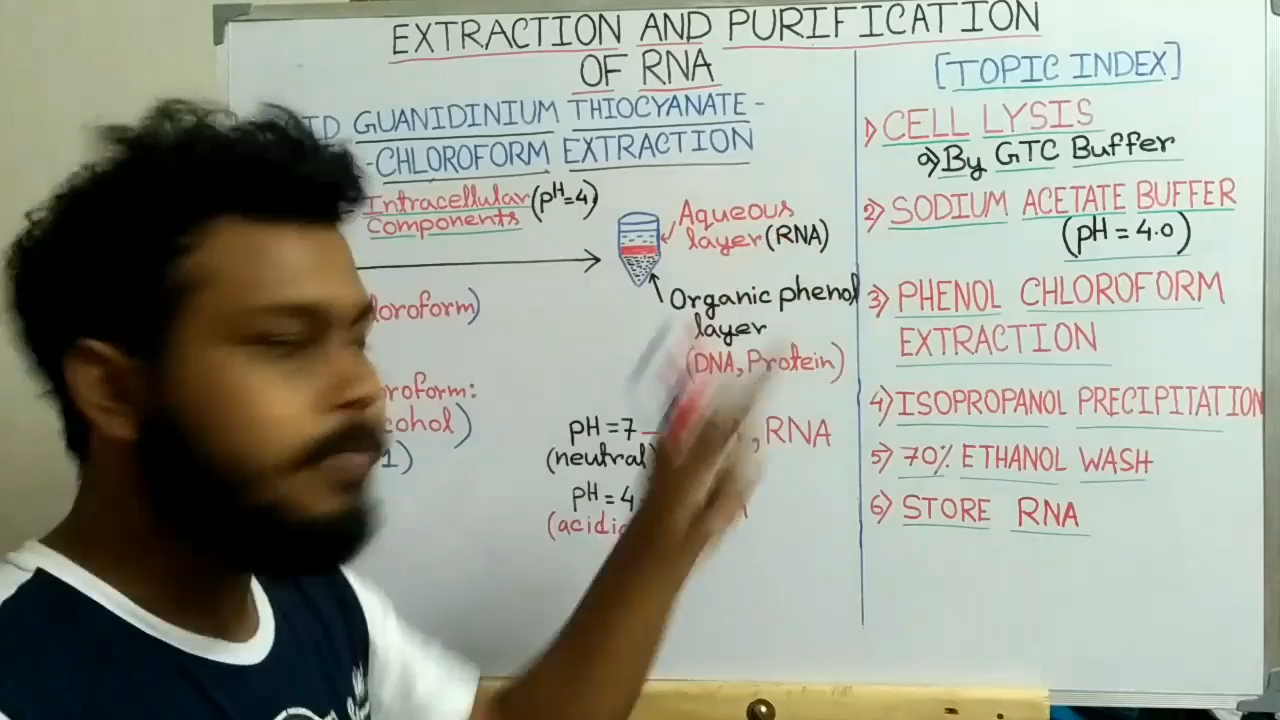 EXTRACTION AND PURIFICATION
OF RNA
GUANIDINIUM THIOCYANATE -
-CHLOROFORM EXTRACTION
Intracellular (pH=4)
Components
Aqueous
layer (RNA)
Organic phenol
layer
(DNA, Protein)
pH = 7
, RNA
(neutral)
pH = 4
[TOPIC INDEX]
1) CELL LYSIS
a) By GTC Buffer
2) SODIUM ACETATE BUFFER
(pH = 4.0)
3) PHENOL CHLOROFORM
EXTRACTION
4) ISOPROPANOL PRECIPITATION
5) 70% ETHANOL WASH
6) STORE RNA